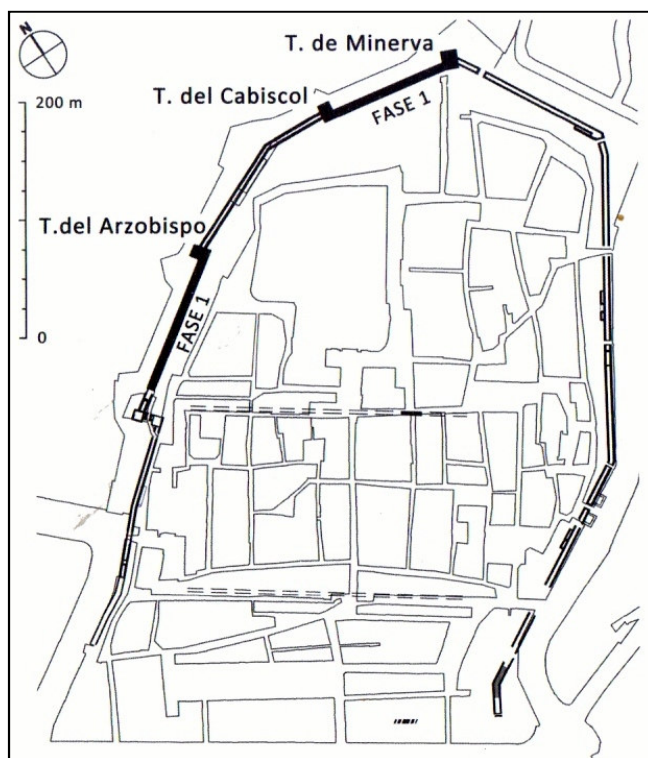 N
T. de Minerva
200 m
T. del Cabiscol
FASE 1
T.del Arzobispo
FASE 1
0